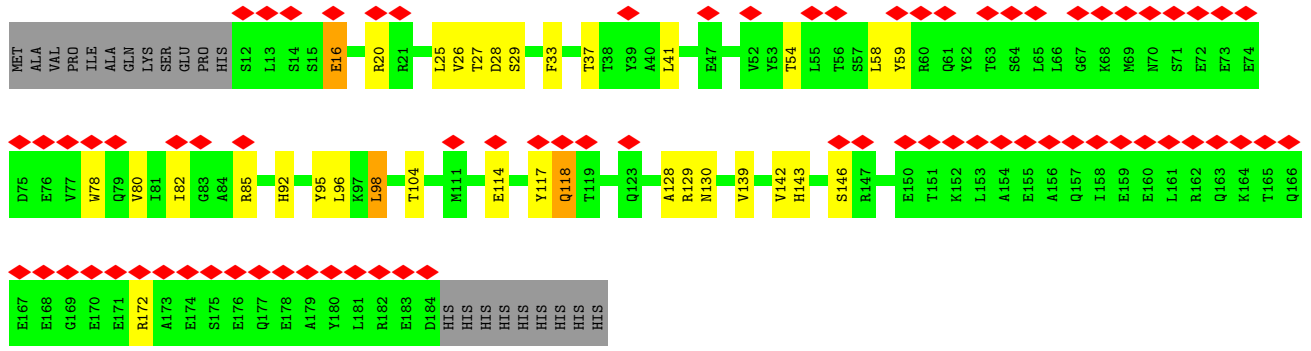 MET ALA VAL PRO ILE ALA GLN LYS SER GLU PRO HIS S12 L13 S14 S15 E16 R20 R21 L25 V26 T27 D28 S29 F33 T37 T38 Y39 A40 L41 E47 V52 Y53 T54 L55 T56 S57 L58 Y59 R60 Q61 Y62 T63 S64 L65 L66 G67 K68 M69 N70 S71 E72 E73 E74
D75 E76 V77 W78 Q79 V80 I81 I82 G83 A84 R85 H92 Y95 L96 K97 L98 T104 M111 E114 Y117 Q118 T119 Q123 A128 R129 N130 V139 V142 H143 S146 R147 E150 T151 K152 L153 A154 E155 A156 Q157 I158 E159 E160 L161 R162 Q163 K164 T165 Q166
E167 E168 G169 E170 E171 R172 A173 E174 S175 E176 Q177 E178 A179 Y180 L181 R182 E183 D184 HIS HIS HIS HIS HIS HIS HIS HIS